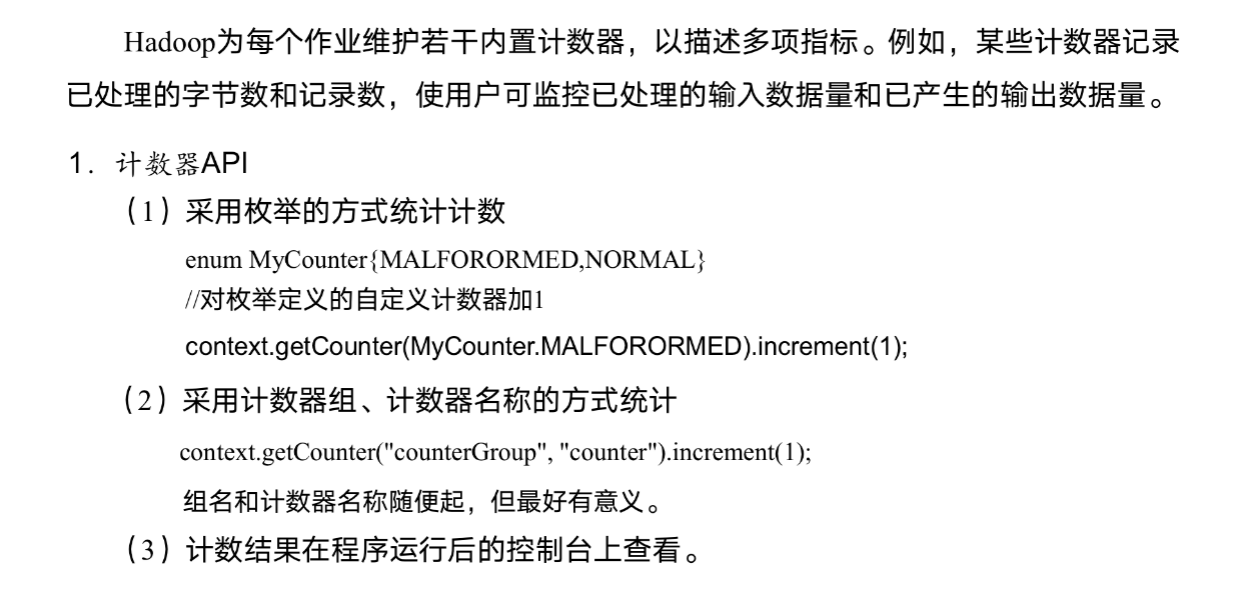 Hadoop为每个作业维护若干内置计数器，以描述多项指标。例如，某些计数器记录
已处理的字节数和记录数，使用户可监控已处理的输入数据量和已产生的输出数据量。
1．计数器API
（1）采用枚举的方式统计计数
enum MyCounter{MALFORORMED,NORMAL}
//对枚举定义的自定义计数器加1
context.getCounter(MyCounter.MALFORORMED).increment(1);
（2）采用计数器组、计数器名称的方式统计
context.getCounter("counterGroup", "counter").increment(1);
组名和计数器名称随便起，但最好有意义。
（3）计数结果在程序运行后的控制台上查看。